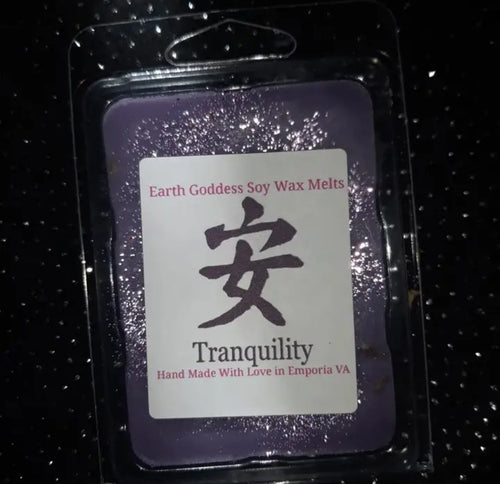 Earth Goddess Soy Wax Melts
安
Tranquility
Hand Made With Love in Emporia VA